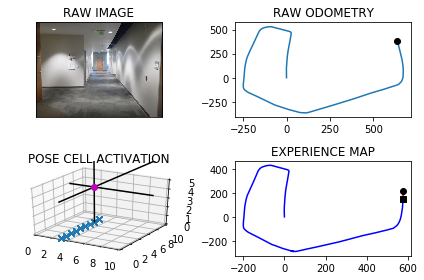 RAW IMAGE
RAW ODOMETRY
500
250
0
−250
−200 0 500
POSE CELL ACTIVATION
5
4
3
2
1
0
0 2 4 6 8 10
0 2 4 6 8 10
EXPERIENCE MAP
400
200
0
−200
−200 0 200 400 600